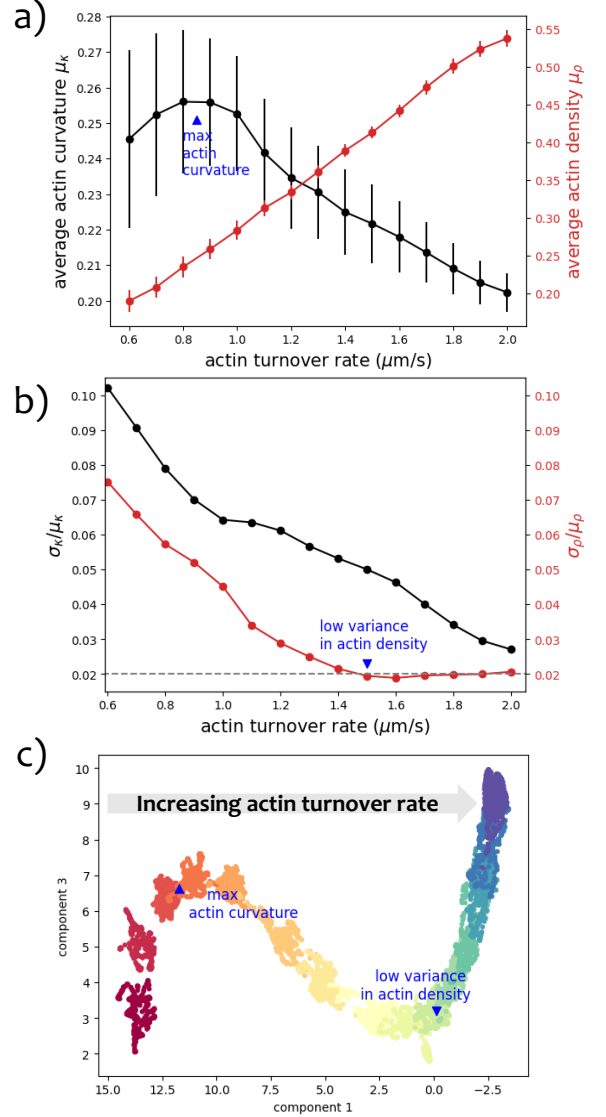 a)
average actin curvature μκ
0.28
0.27
0.26
0.25
0.24
0.23
0.22
0.21
0.20
max
actin
curvature
0.55
0.50
0.45
0.40
0.35
0.30
0.25
0.20
average actin density μρ
0.6 0.8 1.0 1.2 1.4 1.6 1.8 2.0
actin turnover rate (μm/s)
b)
σκ/μκ
0.10
0.09
0.08
0.07
0.06
0.05
0.04
0.03
0.02
low variance
in actin density
0.10
0.09
0.08
0.07
0.06
0.05
0.04
0.03
0.02
σρ/μρ
0.6 0.8 1.0 1.2 1.4 1.6 1.8 2.0
actin turnover rate (μm/s)
c)
component 3
10
9
8
7
6
5
4
3
2
Increasing actin turnover rate
max
actin curvature
low variance
in actin density
15.0 12.5 10.0 7.5 5.0 2.5 0.0 −2.5
component 1